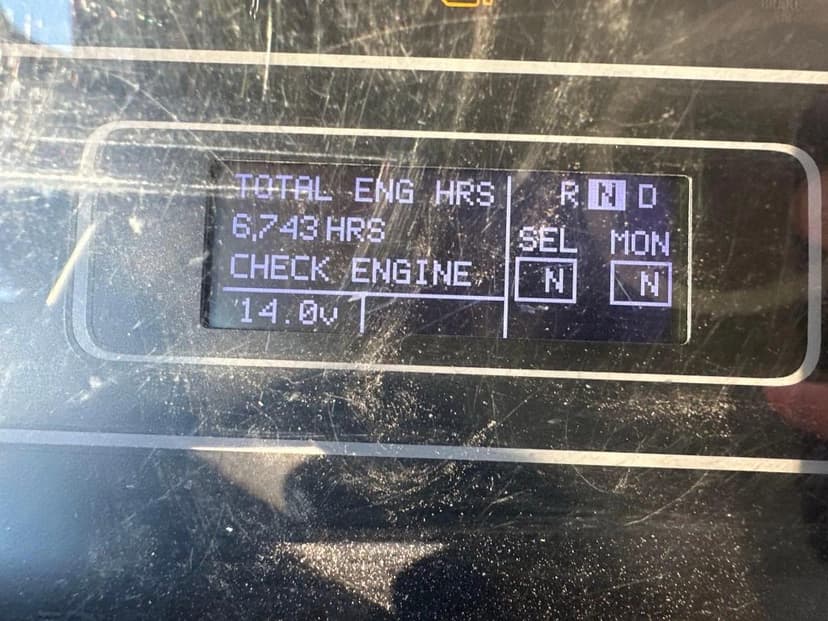 TOTAL ENG HRS
6,743 HRS
CHECK ENGINE
14.0v
R N D
SEL MON
N N